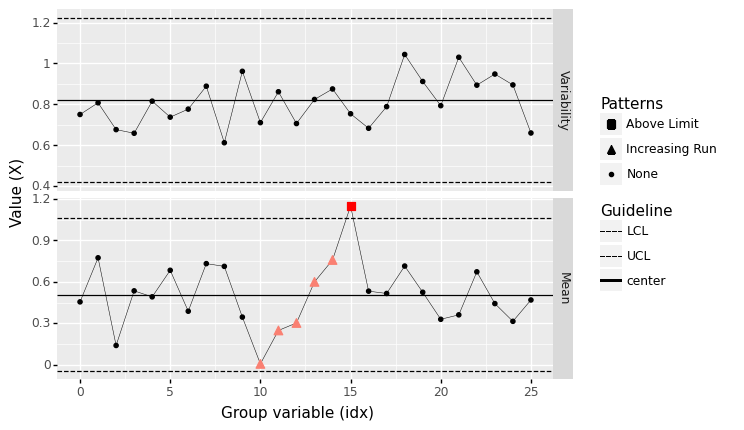 1.2
1
0.8
0.6
0.4
Variability
1.2
0.9
0.6
0.3
0
Mean
0
5
10
15
20
25
Group variable (idx)
Value (X)
Patterns
Above Limit
Increasing Run
None
Guideline
LCL
UCL
center